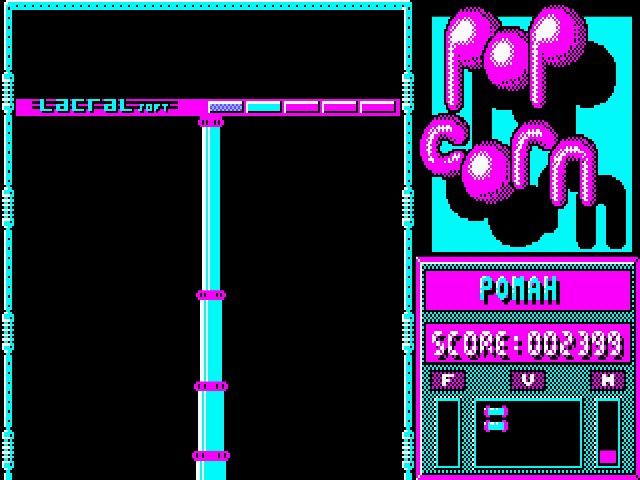 Pop
corn
Lacral SOFT
РОМАН
SCORE:002399
F V M